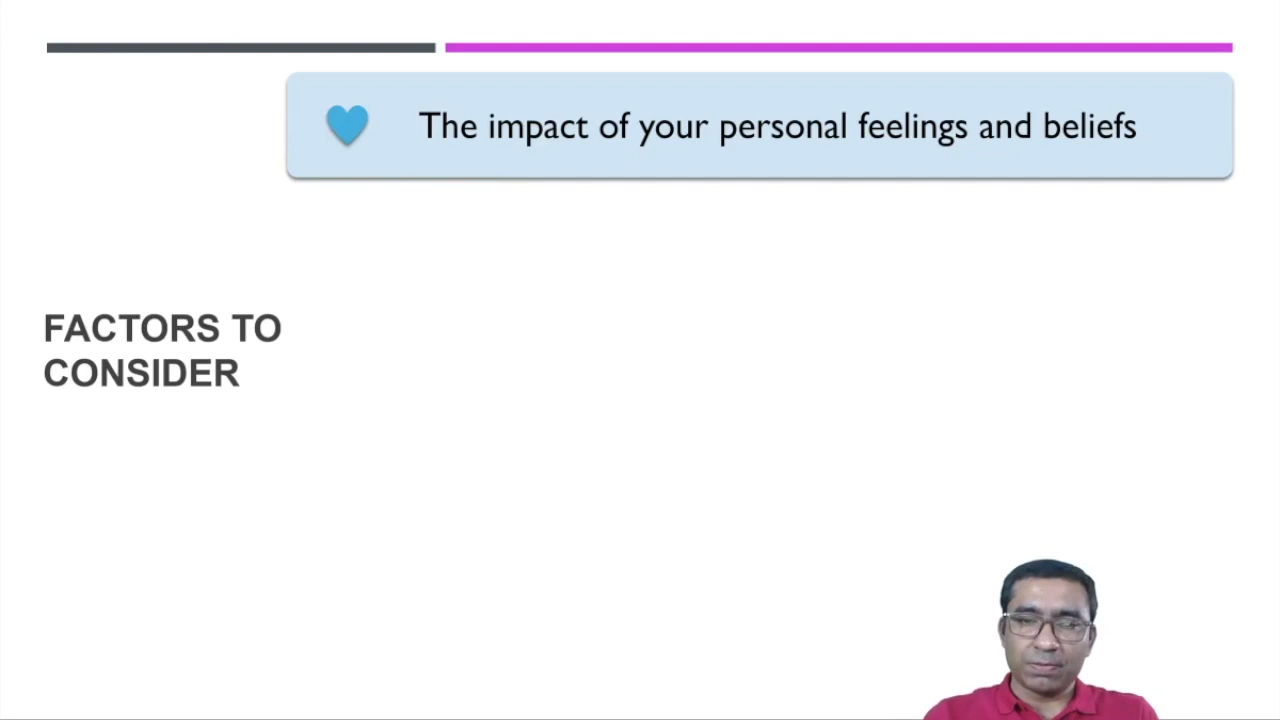 The impact of your personal feelings and beliefs
FACTORS TO
CONSIDER